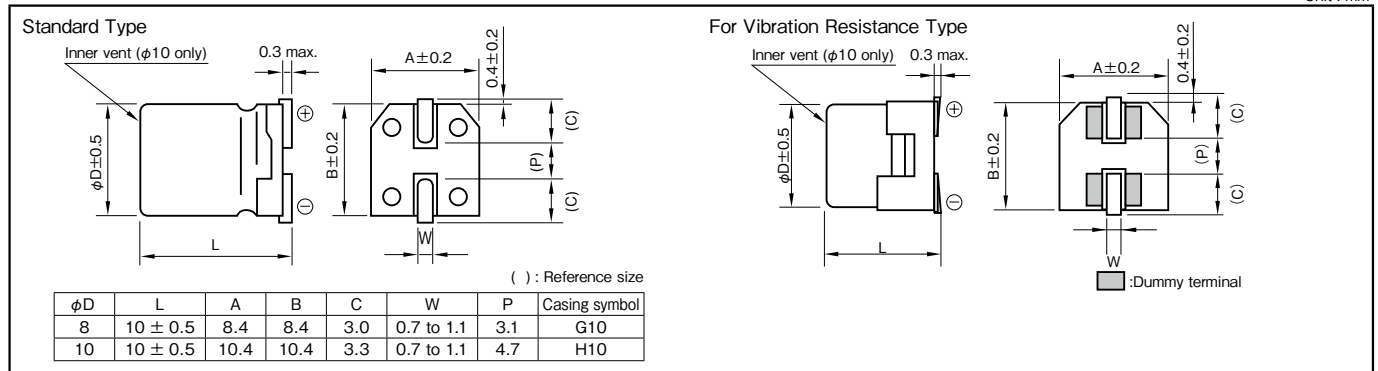 Standard Type
Inner vent (φ10 only)
0.3 max.
A±0.2
0.4±0.2
φD±0.5
B±0.2
(C)
(P)
(C)
⊕
⊖
L
W
( ) : Reference size
φD L A B C W P Casing symbol
8 10 ± 0.5 8.4 8.4 3.0 0.7 to 1.1 3.1 G10
10 10 ± 0.5 10.4 10.4 3.3 0.7 to 1.1 4.7 H10
For Vibration Resistance Type
Inner vent (φ10 only)
0.3 max.
A±0.2
0.4±0.2
φD±0.5
B±0.2
(C)
(P)
(C)
⊕
⊖
L
W
:Dummy terminal